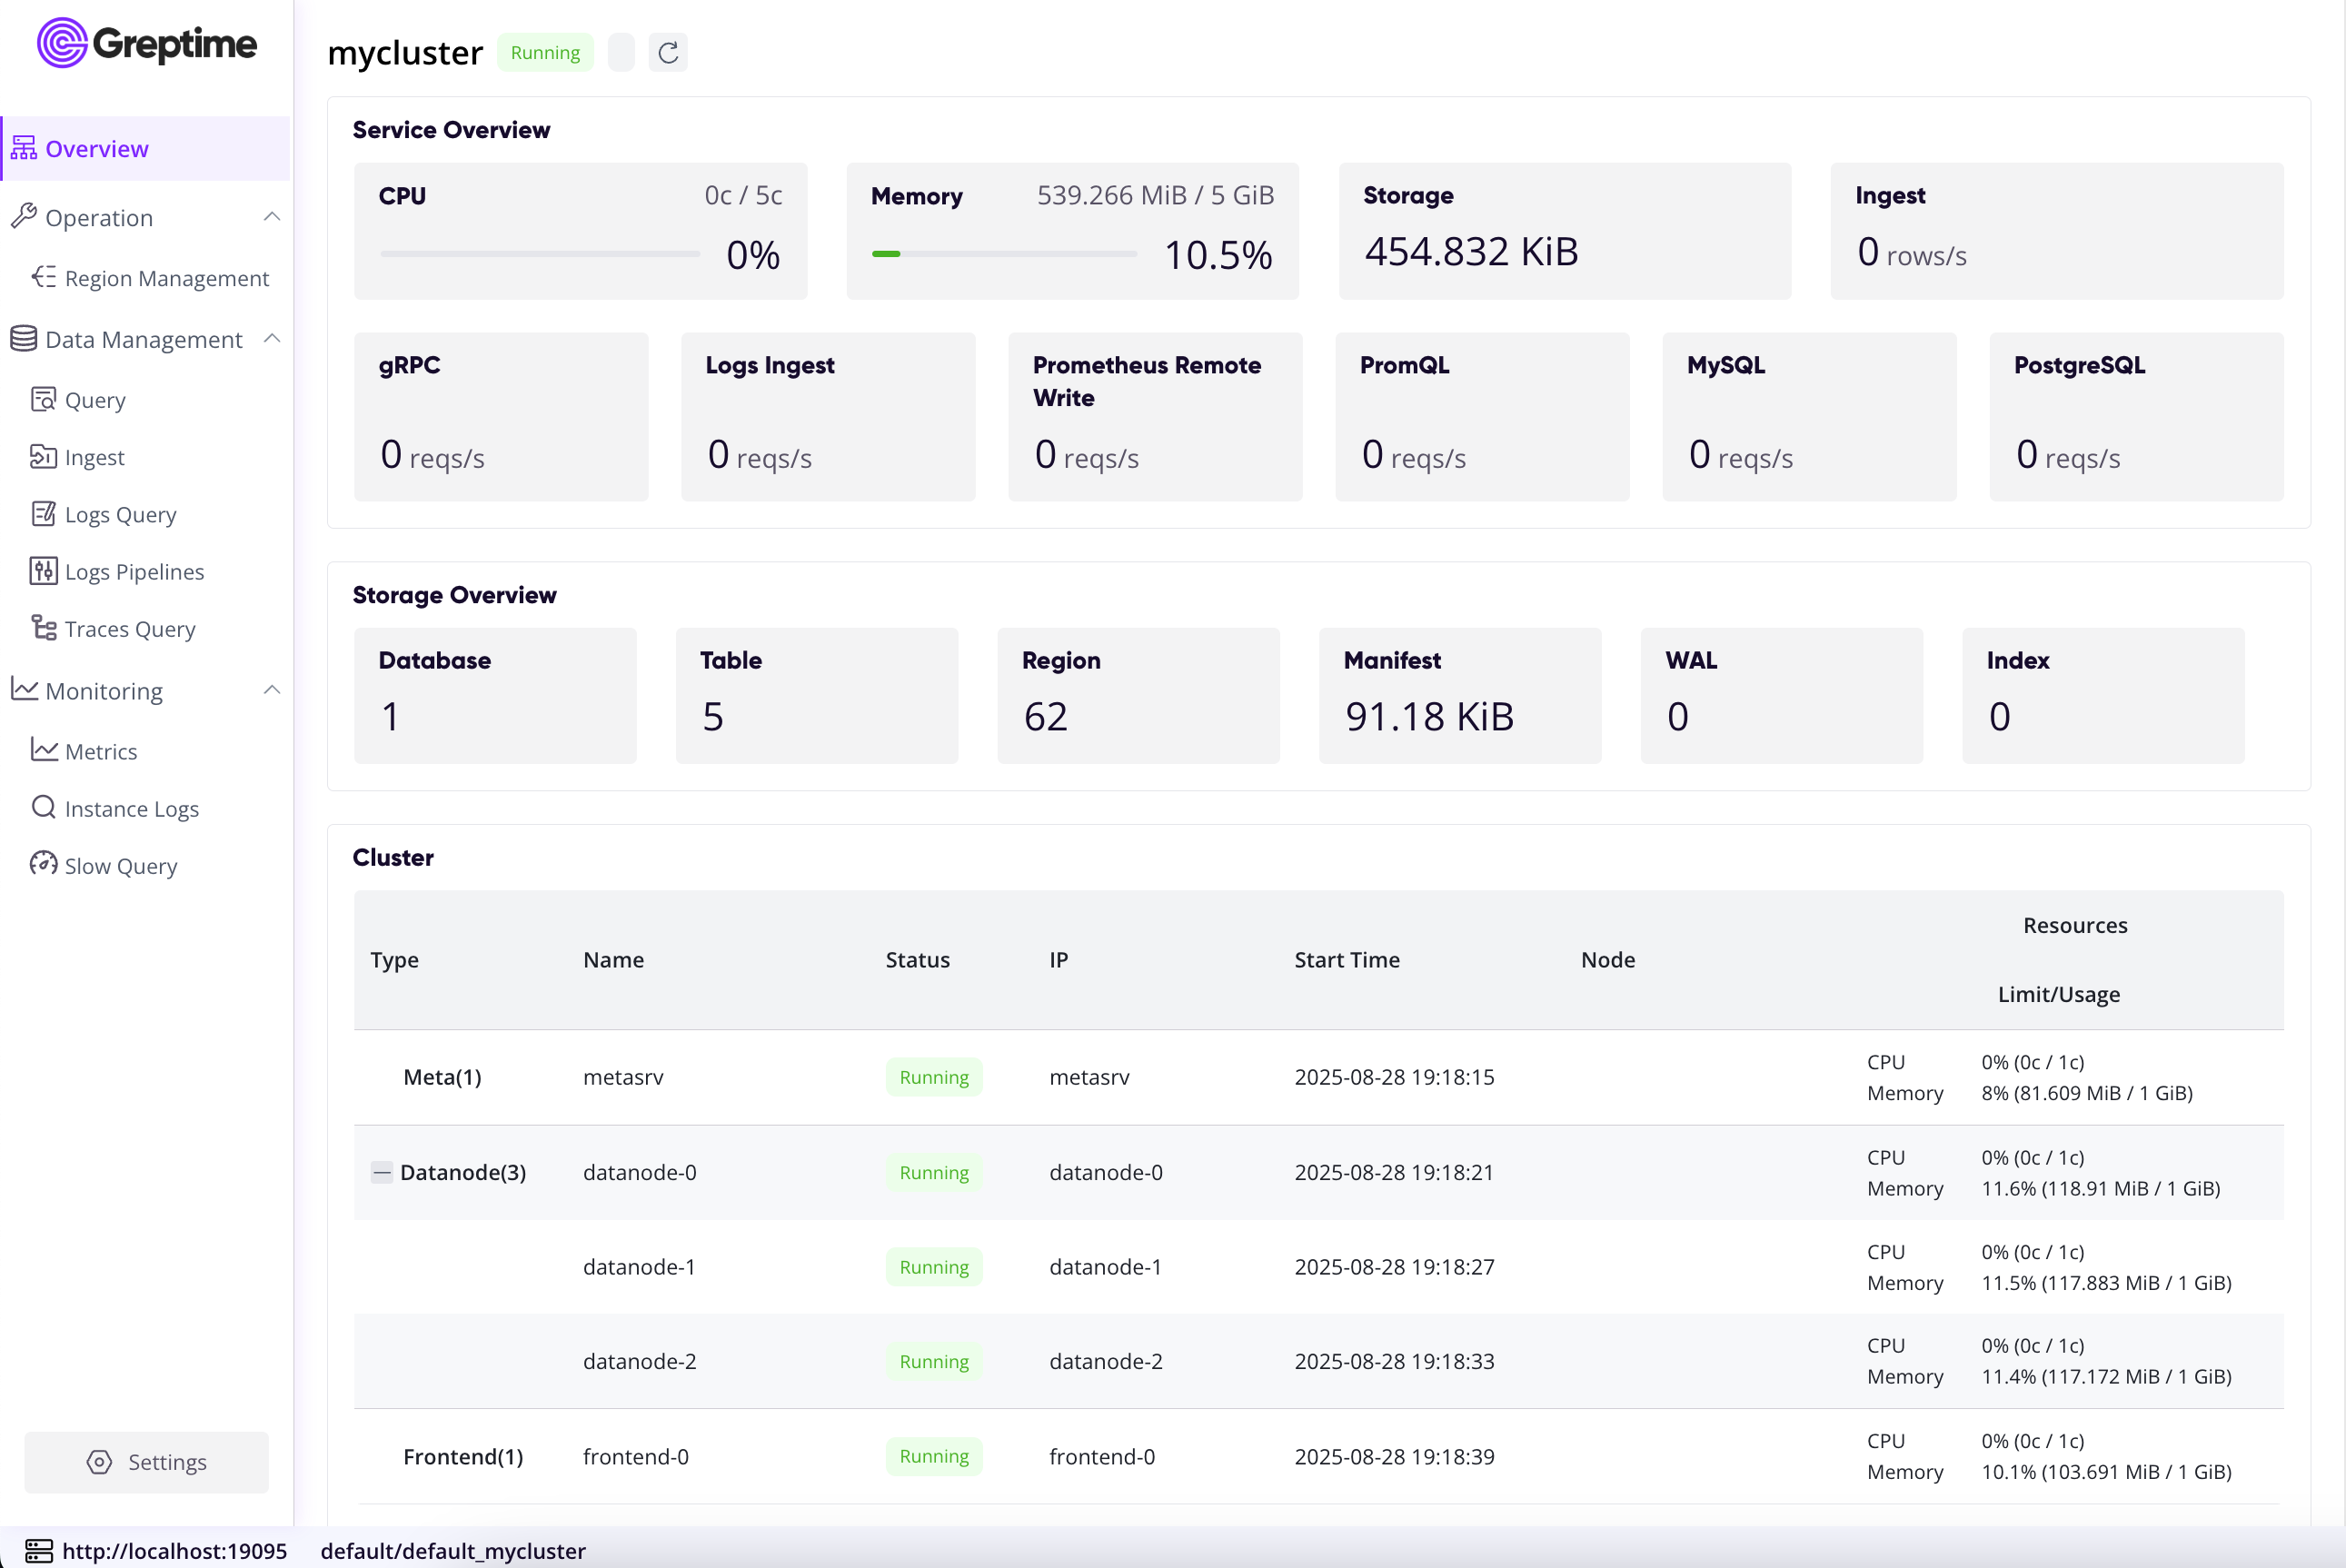 Greptime
Overview
Operation
Region Management
Data Management
Query
Ingest
Logs Query
Logs Pipelines
Traces Query
Monitoring
Metrics
Instance Logs
Slow Query
Settings
mycluster Running
Service Overview
CPU 0c / 5c
0%
Memory 539.266 MiB / 5 GiB
10.5%
Storage
454.832 KiB
Ingest
0 rows/s
gRPC
0 reqs/s
Logs Ingest
0 reqs/s
Prometheus Remote
Write
0 reqs/s
PromQL
0 reqs/s
MySQL
0 reqs/s
PostgreSQL
0 reqs/s
Storage Overview
Database
1
Table
5
Region
62
Manifest
91.18 KiB
WAL
0
Index
0
Cluster
Type Name Status IP Start Time Node Resources
Limit/Usage
Meta(1) metasrv Running metasrv 2025-08-28 19:18:15
CPU 0% (0c / 1c)
Memory 8% (81.609 MiB / 1 GiB)
Datanode(3) datanode-0 Running datanode-0 2025-08-28 19:18:21
CPU 0% (0c / 1c)
Memory 11.6% (118.91 MiB / 1 GiB)
datanode-1 Running datanode-1 2025-08-28 19:18:27
CPU 0% (0c / 1c)
Memory 11.5% (117.883 MiB / 1 GiB)
datanode-2 Running datanode-2 2025-08-28 19:18:33
CPU 0% (0c / 1c)
Memory 11.4% (117.172 MiB / 1 GiB)
Frontend(1) frontend-0 Running frontend-0 2025-08-28 19:18:39
CPU 0% (0c / 1c)
Memory 10.1% (103.691 MiB / 1 GiB)
http://localhost:19095 default/default_mycluster